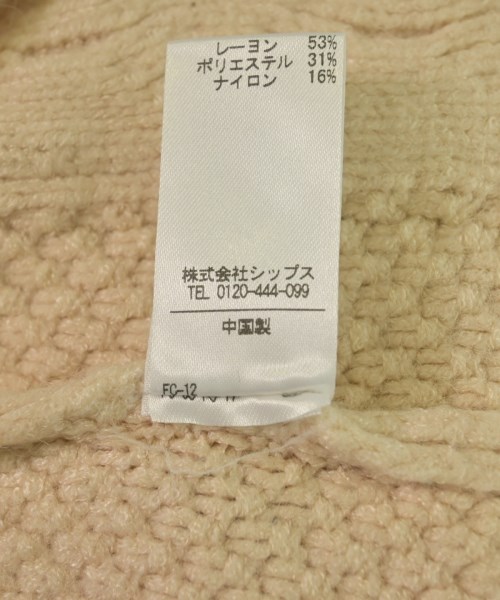 レーヨン 53%
ポリエステル 31%
ナイロン 16%
株式会社シップス
TEL 0120-444-099
中国製
FC-12